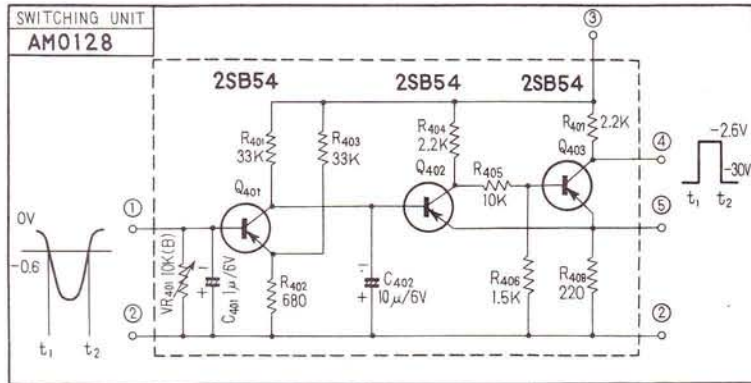 SWITCHING UNIT
AM0128
③
2SB54 2SB54 2SB54
R401
33K
R403
33K
R404
2.2K
R407
2.2K
④
Q401
Q402
R405
10K
Q403
-2.6V
-30V
t₁ t₂
①
⑤
0V
-0.6
VR401 10K(B)
C401 1μ/6V
- +
R402
680
C402
10μ/6V
- +
R406
1.5K
R408
220
②
②
t₁ t₂